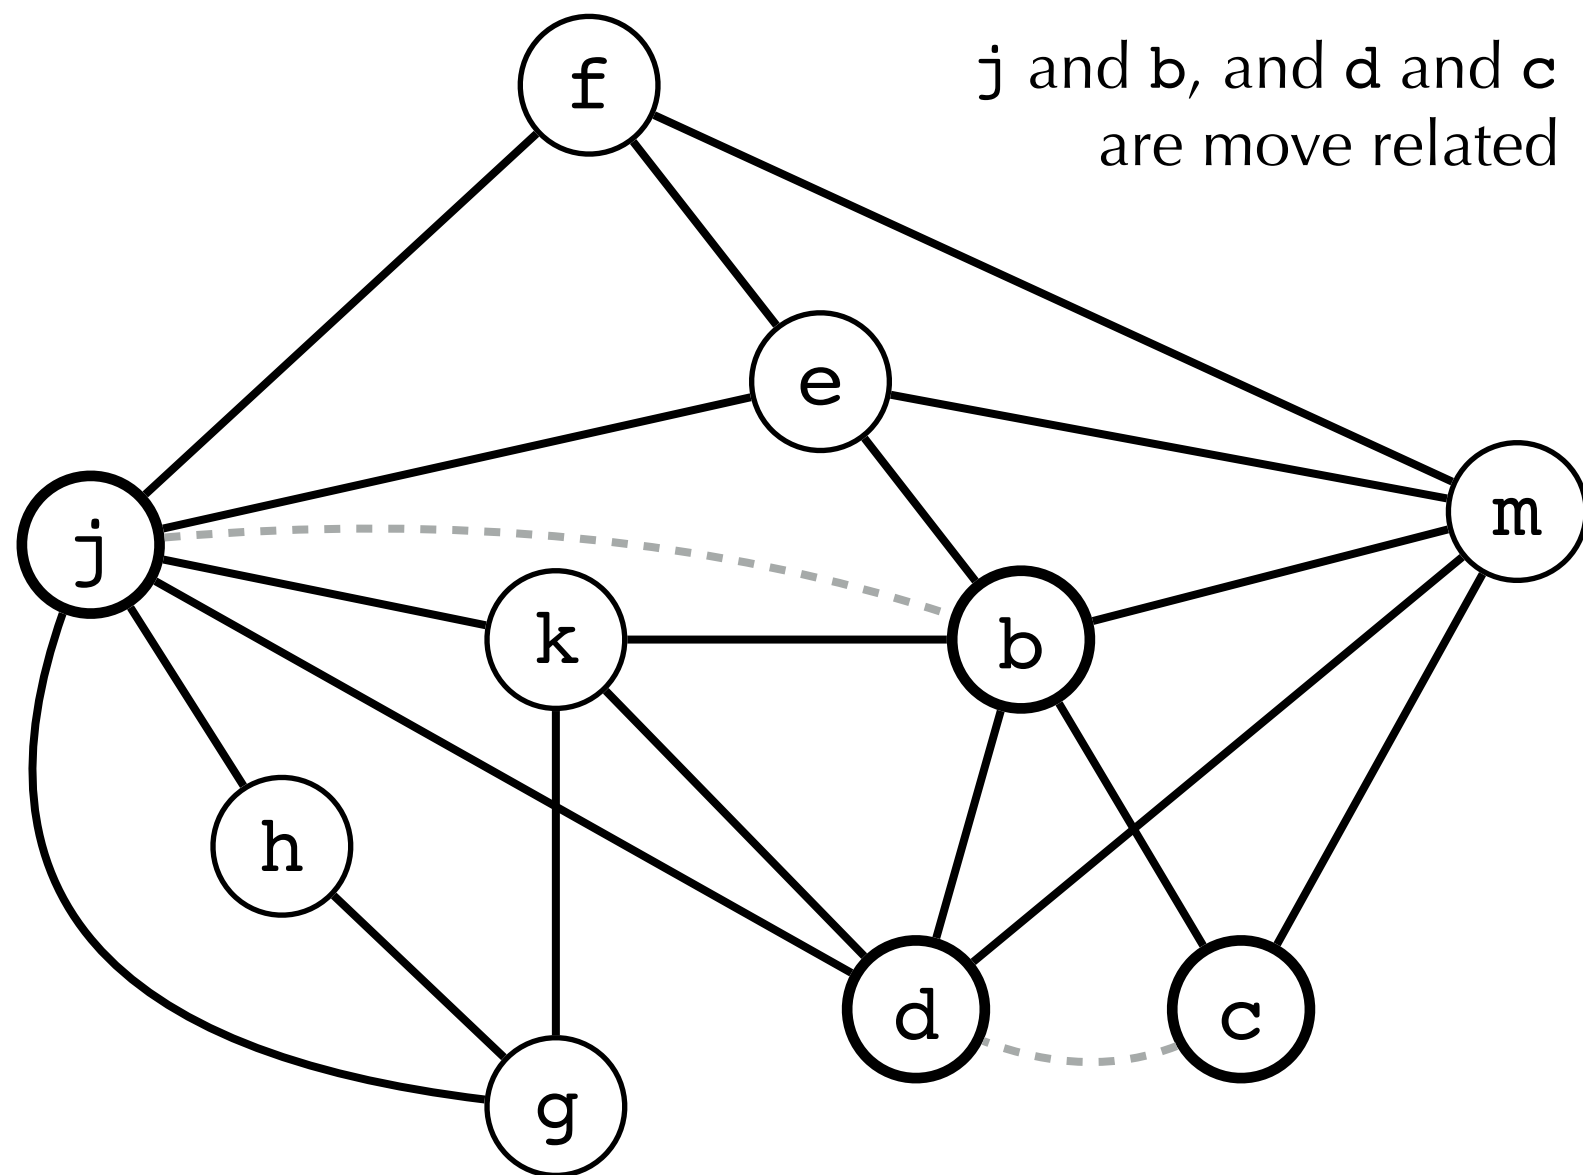 f
j and b, and d and c
are move related
e
m
j
k
b
h
d
c
g